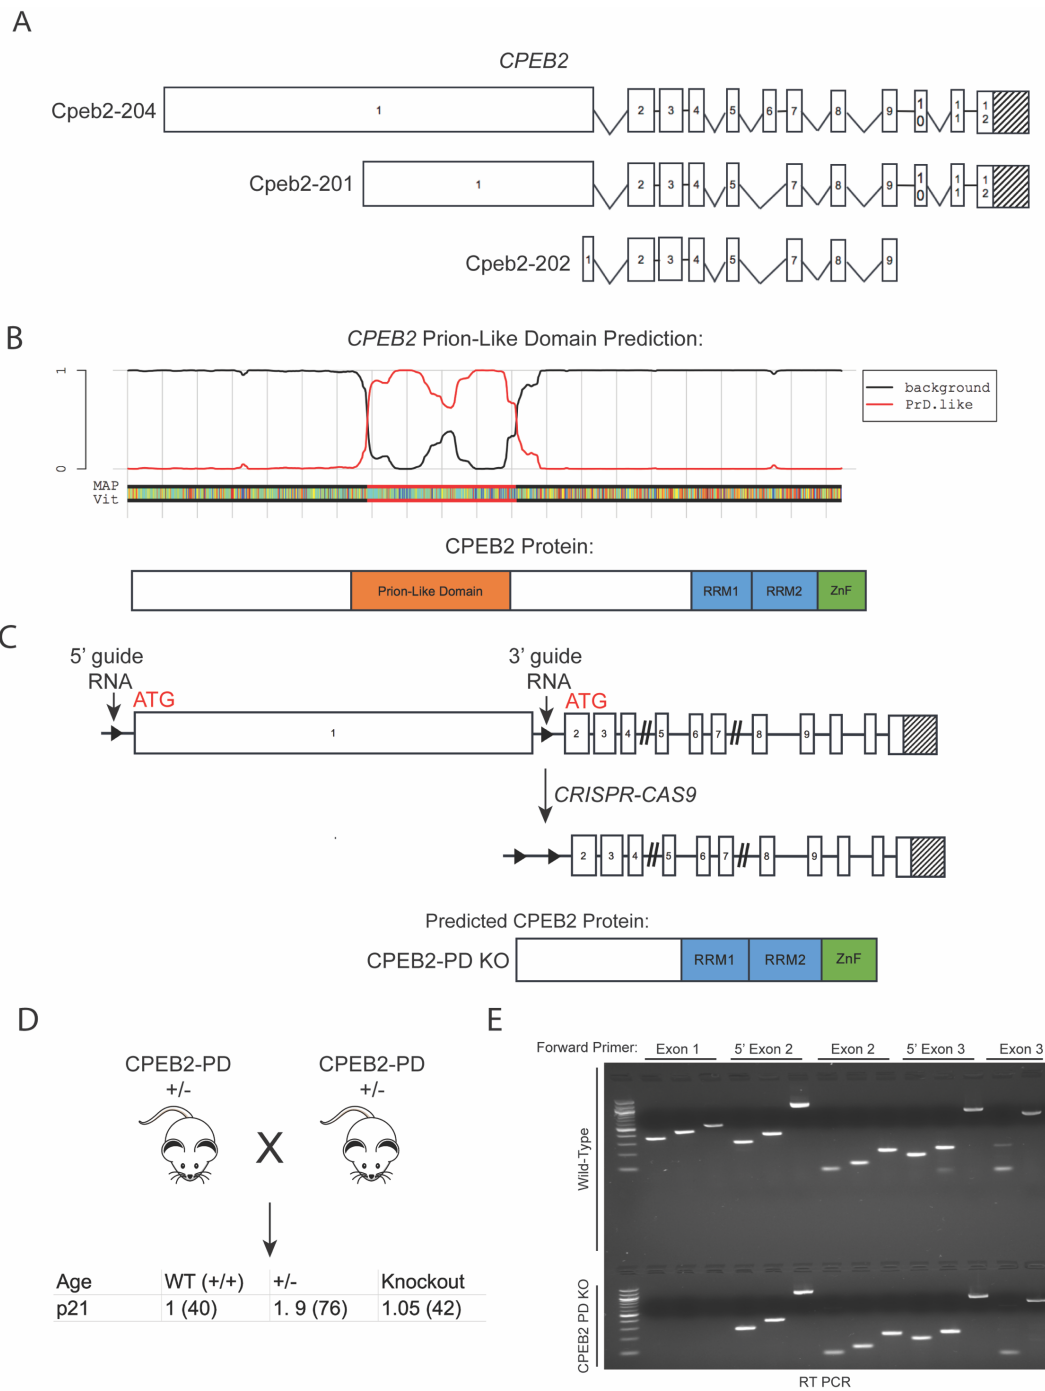 A
CPEB2
Cpeb2-204
1
2
3
4
5
6
7
8
9
10
11
12
Cpeb2-201
1
2
3
4
5
7
8
9
10
11
12
Cpeb2-202
1
2
3
4
5
7
8
9
B
CPEB2 Prion-Like Domain Prediction:
1
0
background
PrD.like
MAP
Vit
CPEB2 Protein:
Prion-Like Domain
RRM1
RRM2
ZnF
C
5' guide
RNA
3' guide
RNA
ATG
ATG
1
2
3
4
5
6
7
8
9
CRISPR-CAS9
2
3
4
5
6
7
8
9
Predicted CPEB2 Protein:
CPEB2-PD KO
RRM1
RRM2
ZnF
D
CPEB2-PD
+/-
CPEB2-PD
+/-
X
Age WT (+/+) +/- Knockout
p21 1 (40) 1. 9 (76) 1.05 (42)
E
Forward Primer: Exon 1 5' Exon 2 Exon 2 5' Exon 3 Exon 3
Wild-Type
CPEB2 PD KO
RT PCR